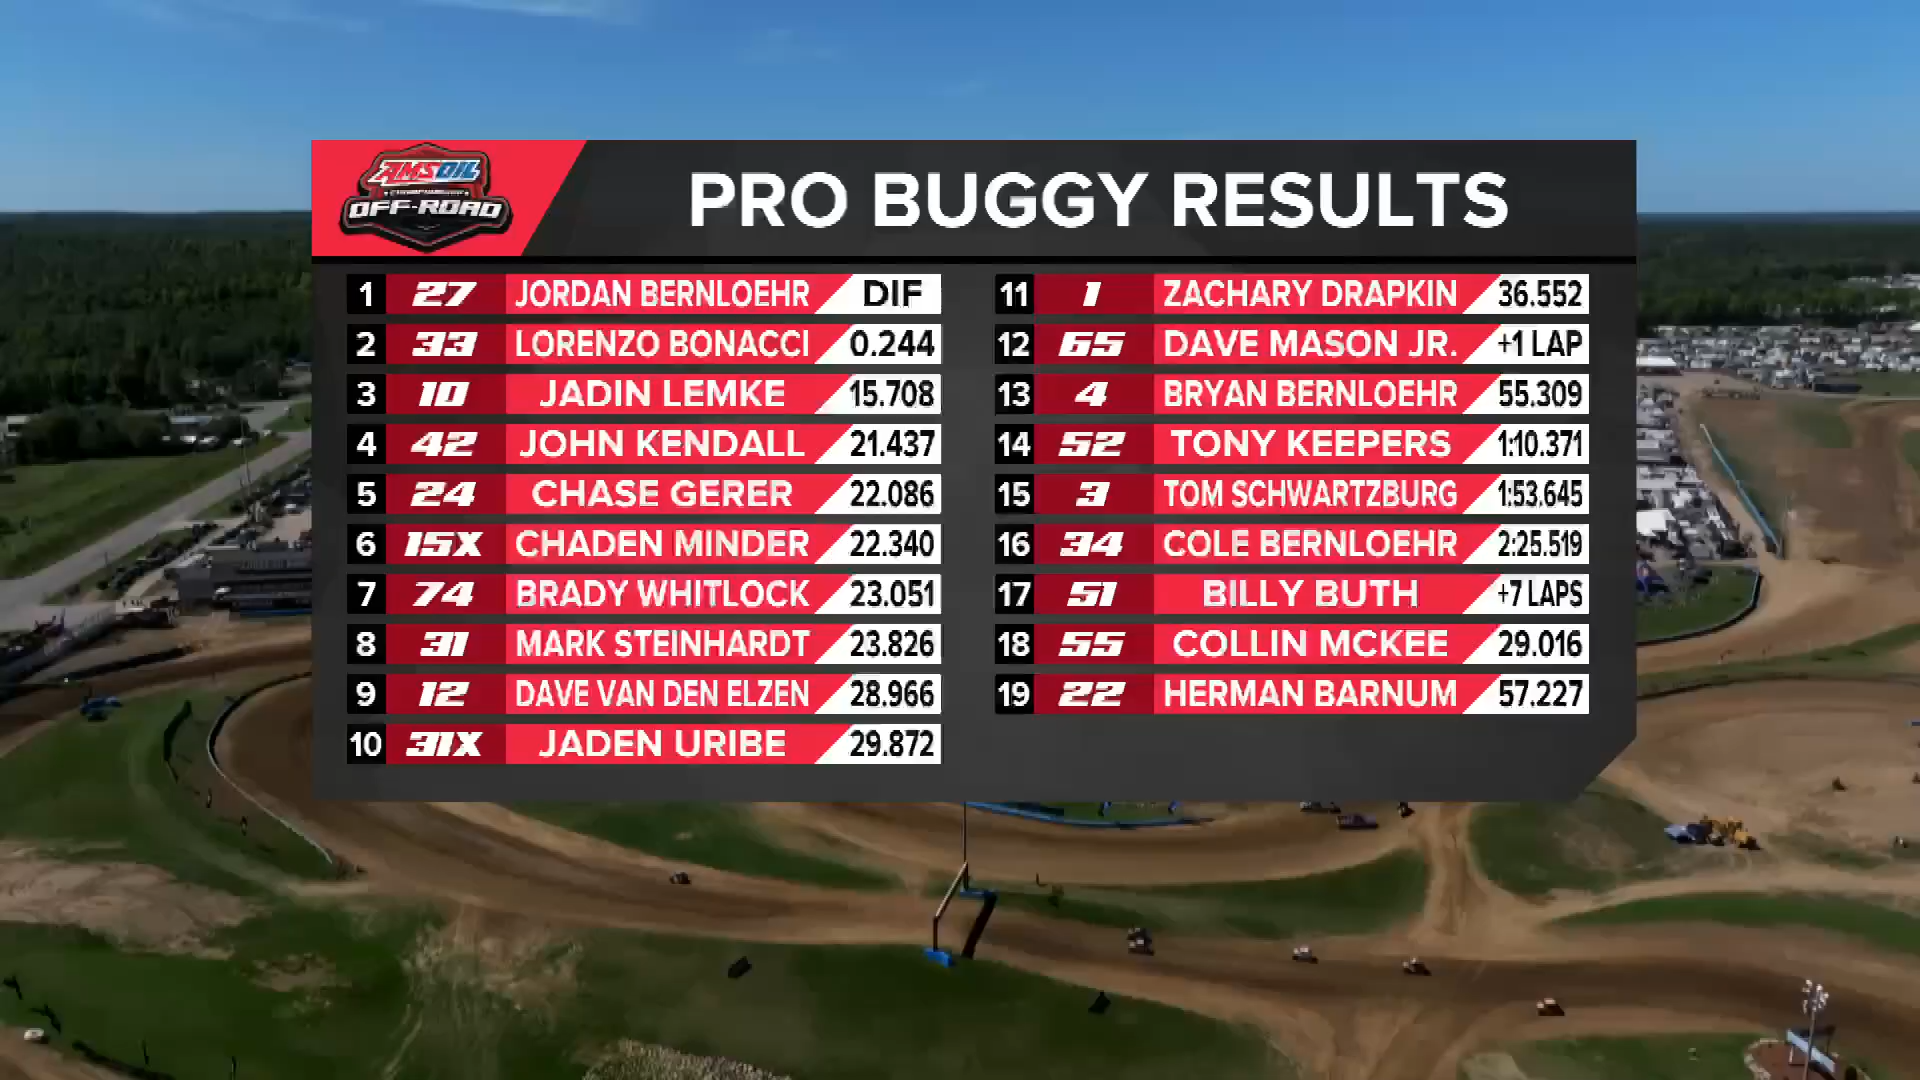 AMSOIL
CHAMPIONSHIP
OFF-ROAD
PRO BUGGY RESULTS
1 27 JORDAN BERNLOEHR DIF
2 33 LORENZO BONACCI 0.244
3 10 JADIN LEMKE 15.708
4 42 JOHN KENDALL 21.437
5 24 CHASE GERER 22.086
6 15X CHADEN MINDER 22.340
7 74 BRADY WHITLOCK 23.051
8 31 MARK STEINHARDT 23.826
9 12 DAVE VAN DEN ELZEN 28.966
10 31X JADEN URIBE 29.872
11 1 ZACHARY DRAPKIN 36.552
12 65 DAVE MASON JR. +1 LAP
13 4 BRYAN BERNLOEHR 55.309
14 52 TONY KEEPERS 1:10.371
15 3 TOM SCHWARTZBURG 1:53.645
16 34 COLE BERNLOEHR 2:25.519
17 51 BILLY BUTH +7 LAPS
18 55 COLLIN MCKEE 29.016
19 22 HERMAN BARNUM 57.227